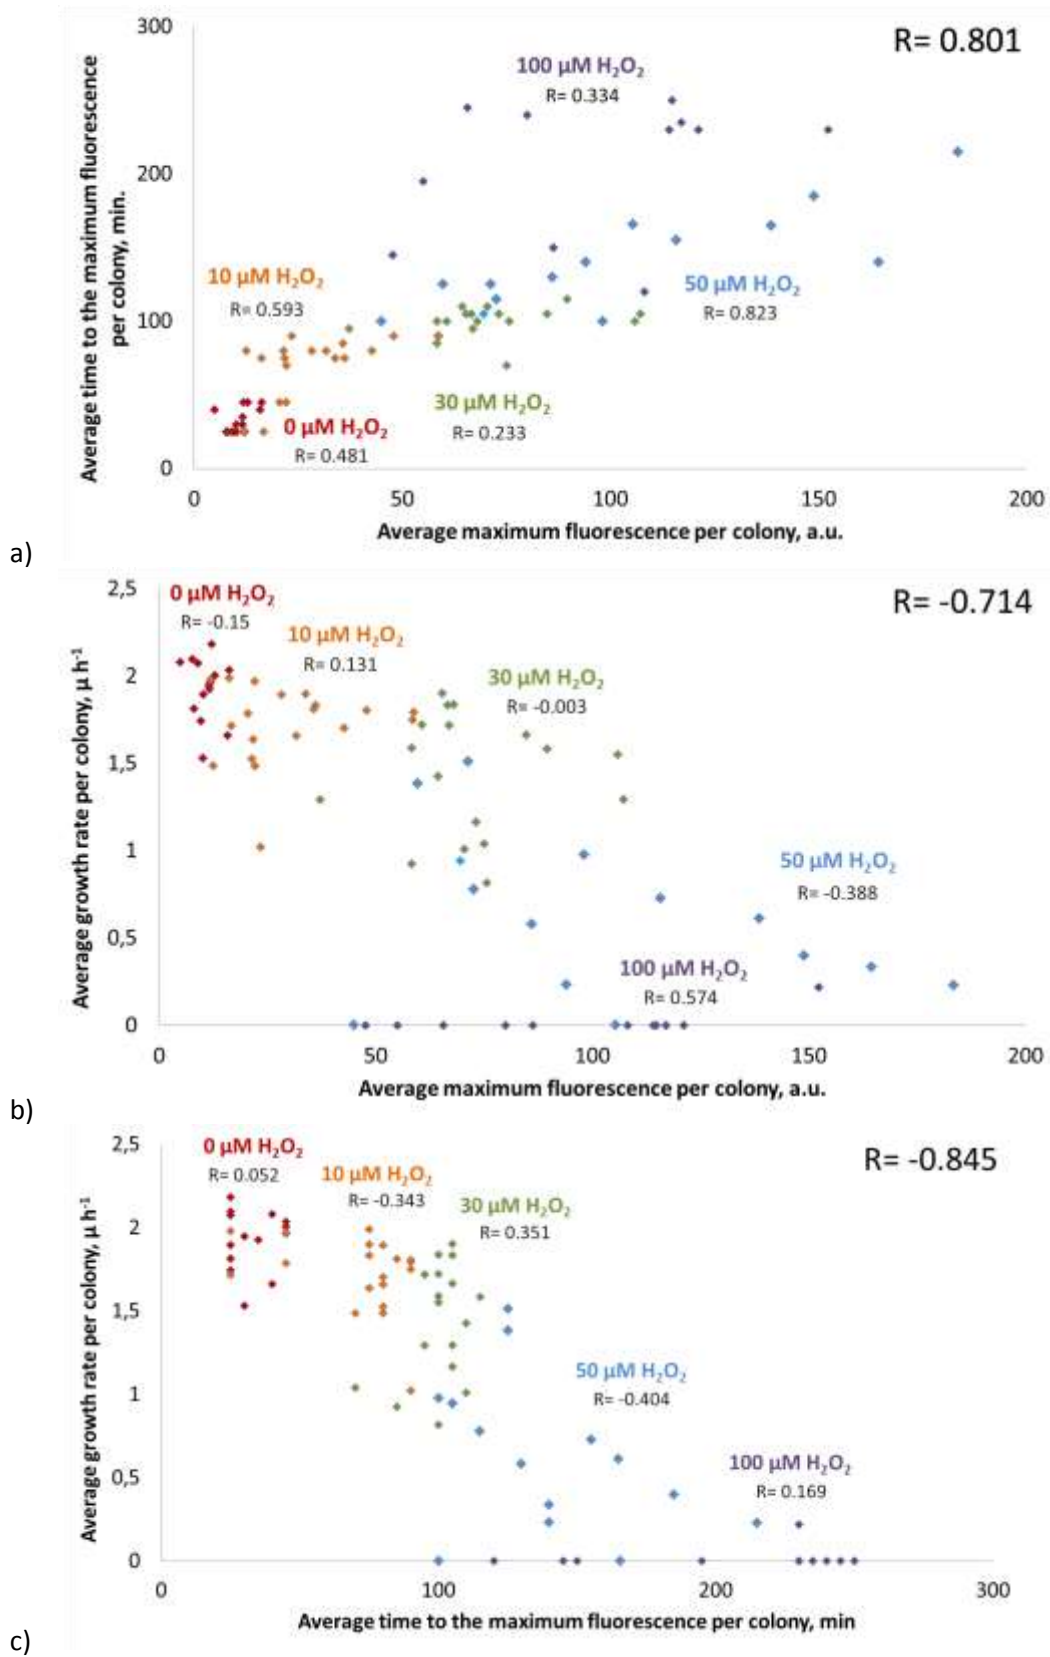 300
R= 0.801
100 µM H₂O₂
R= 0.334
Average time to the maximum fluorescence
per colony, min.
200
10 µM H₂O₂
R= 0.593
50 µM H₂O₂
R= 0.823
100
30 µM H₂O₂
R= 0.233
0 µM H₂O₂
R= 0.481
0
0 50 100 150 200
Average maximum fluorescence per colony, a.u.
a)
2,5
0 µM H₂O₂
R= -0.15
R= -0.714
10 µM H₂O₂
R= 0.131
2
30 µM H₂O₂
R= -0.003
Average growth rate per colony, µ h⁻¹
1,5
1
50 µM H₂O₂
R= -0.388
0,5
100 µM H₂O₂
R= 0.574
0
0 50 100 150 200
Average maximum fluorescence per colony, a.u.
b)
2,5
0 µM H₂O₂
R= 0.052
R= -0.845
10 µM H₂O₂
R= -0.343
30 µM H₂O₂
R= 0.351
2
Average growth rate per colony, µ h⁻¹
1,5
50 µM H₂O₂
R= -0.404
1
100 µM H₂O₂
R= 0.169
0,5
0
0 100 200 300
Average time to the maximum fluorescence per colony, min
c)